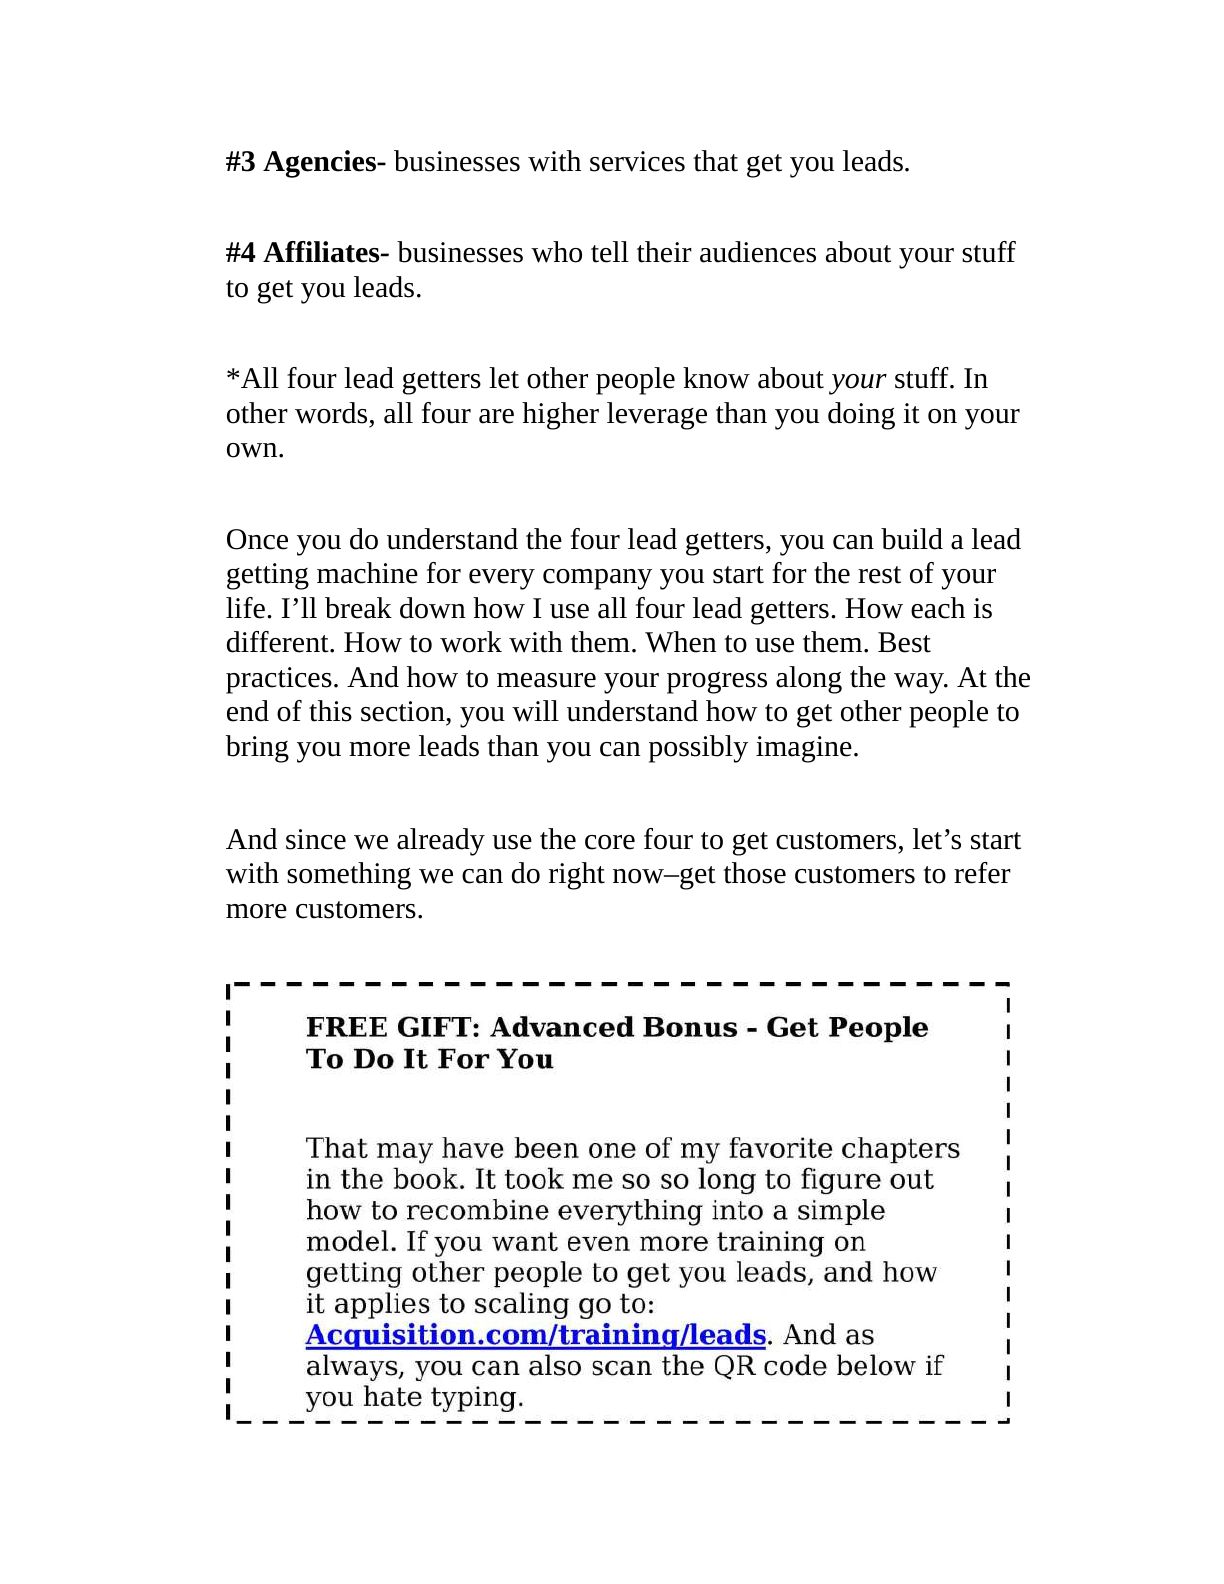 #3 Agencies- businesses with services that get you leads.
#4 Affiliates- businesses who tell their audiences about your stuff
to get you leads.
*All four lead getters let other people know about your stuff. In
other words, all four are higher leverage than you doing it on your
own.
Once you do understand the four lead getters, you can build a lead
getting machine for every company you start for the rest of your
life. I’ll break down how I use all four lead getters. How each is
different. How to work with them. When to use them. Best
practices. And how to measure your progress along the way. At the
end of this section, you will understand how to get other people to
bring you more leads than you can possibly imagine.
And since we already use the core four to get customers, let’s start
with something we can do right now–get those customers to refer
more customers.
FREE GIFT: Advanced Bonus - Get People
To Do It For You
That may have been one of my favorite chapters
in the book. It took me so so long to figure out
how to recombine everything into a simple
model. If you want even more training on
getting other people to get you leads, and how
it applies to scaling go to:
Acquisition.com/training/leads. And as
always, you can also scan the QR code below if
you hate typing.